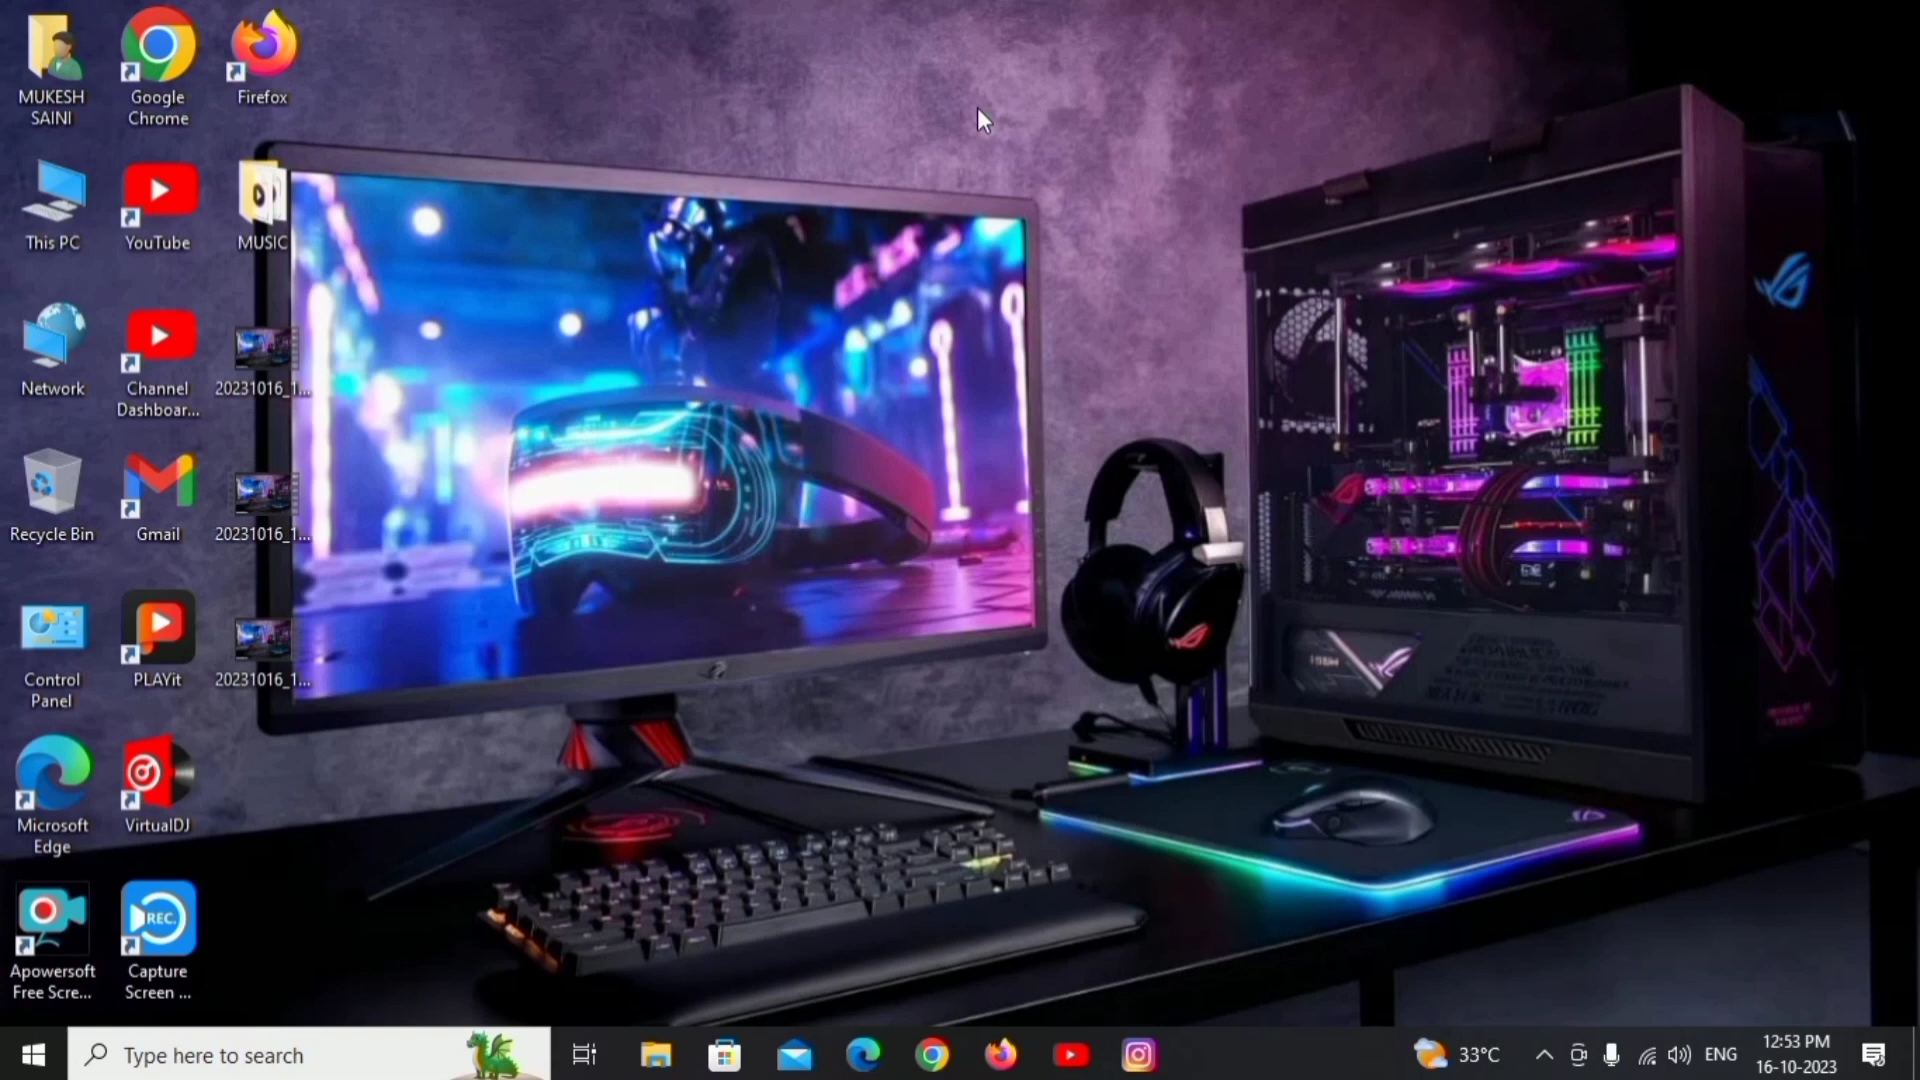 MUKESH
SAINI
Google
Chrome
Firefox
This PC
YouTube
MUSIC
Network
Channel
Dashboar...
20231016_1...
Recycle Bin
Gmail
20231016_1...
Control
Panel
PLAYit
20231016_1...
Microsoft
Edge
VirtualDJ
REC.
Apowersoft
Free Scre...
Capture
Screen ...
Type here to search
33°C
ENG
12:53 PM
16-10-2023